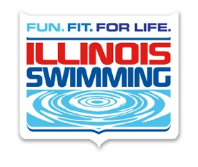 FUN. FIT. FOR LIFE.
ILLINOIS
SWIMMING